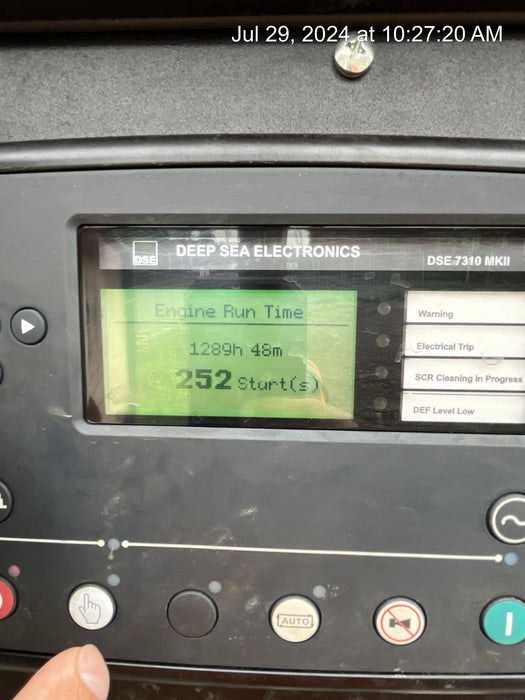 Jul 29, 2024 at 10:27:20 AM
DSE
DEEP SEA ELECTRONICS
DSE 7310 MKII
Engine Run Time
1289h 48m
252 Start(s)
Warning
Electrical Trip
SCR Cleaning in Progress
DEF Level Low
AUTO